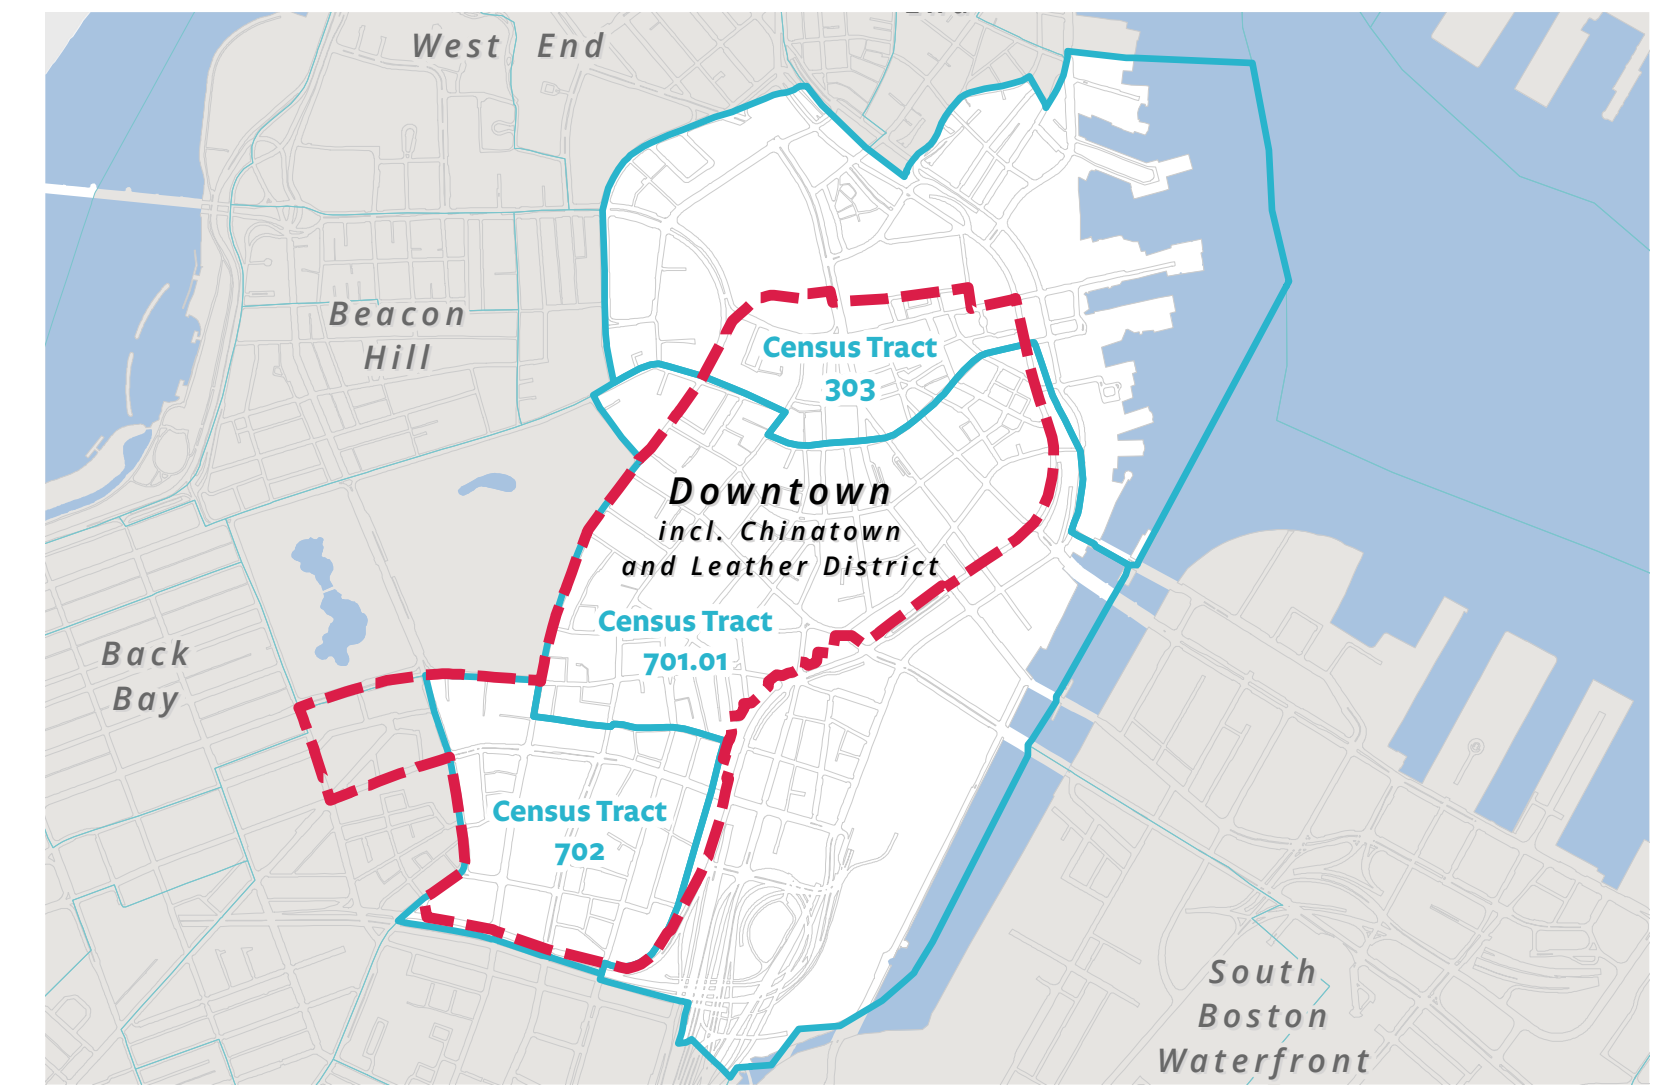 West End
Beacon
Hill
Census Tract
303
Downtown
incl. Chinatown
and Leather District
Census Tract
701.01
Back
Bay
Census Tract
702
South
Boston
Waterfront